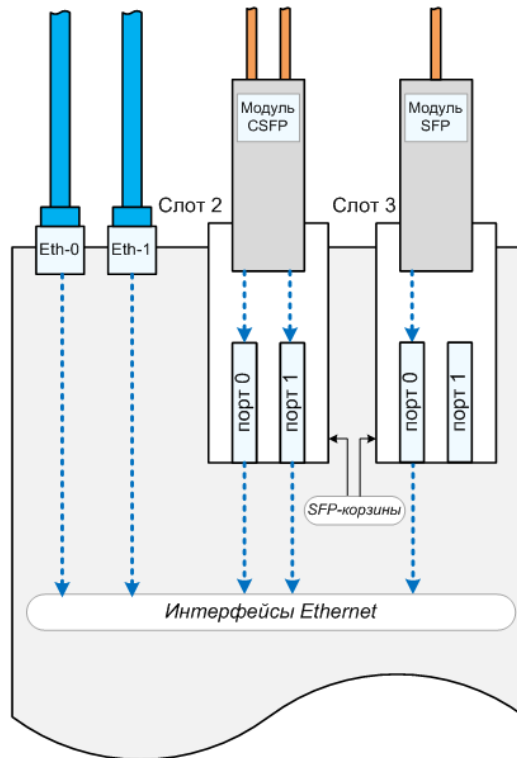 Модуль
CSFP
Модуль
SFP
Слот 2
Слот 3
Eth-0
Eth-1
порт 0
порт 1
порт 0
порт 1
SFP-корзины
Интерфейсы Ethernet